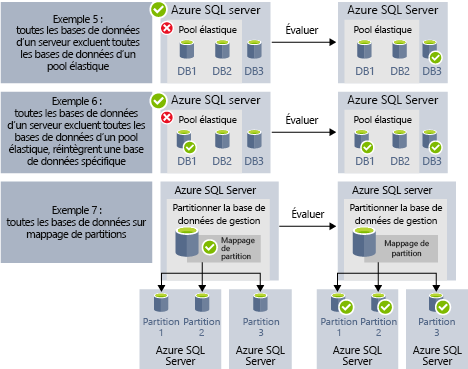 Exemple 5 :
toutes les bases de données
d'un serveur excluent toutes
les bases de données d'un
pool élastique
Azure SQL server
Pool élastique
DB1 DB2 DB3
Évaluer
Azure SQL server
Pool élastique
DB1 DB2 DB3
Exemple 6 :
toutes les bases de données
d'un serveur excluent toutes les
bases de données d'un pool
élastique, réintègrent une base
de données spécifique
Azure SQL server
Pool élastique
DB1 DB2 DB3
Évaluer
Azure SQL server
Pool élastique
DB1 DB2 DB3
Exemple 7 :
toutes les bases de données sur
mappage de partitions
Azure SQL Server
Partitionner la base de
données de gestion
Mappage
de
partition
Évaluer
Azure SQL server
Partitionner la base de
données de gestion
Mappage de
partition
Partition Partition Partition
1 2 3
Azure SQL
Server
Azure SQL
Server
Partition Partition Partition
1 2 3
Azure SQL
Server
Azure SQL
Server